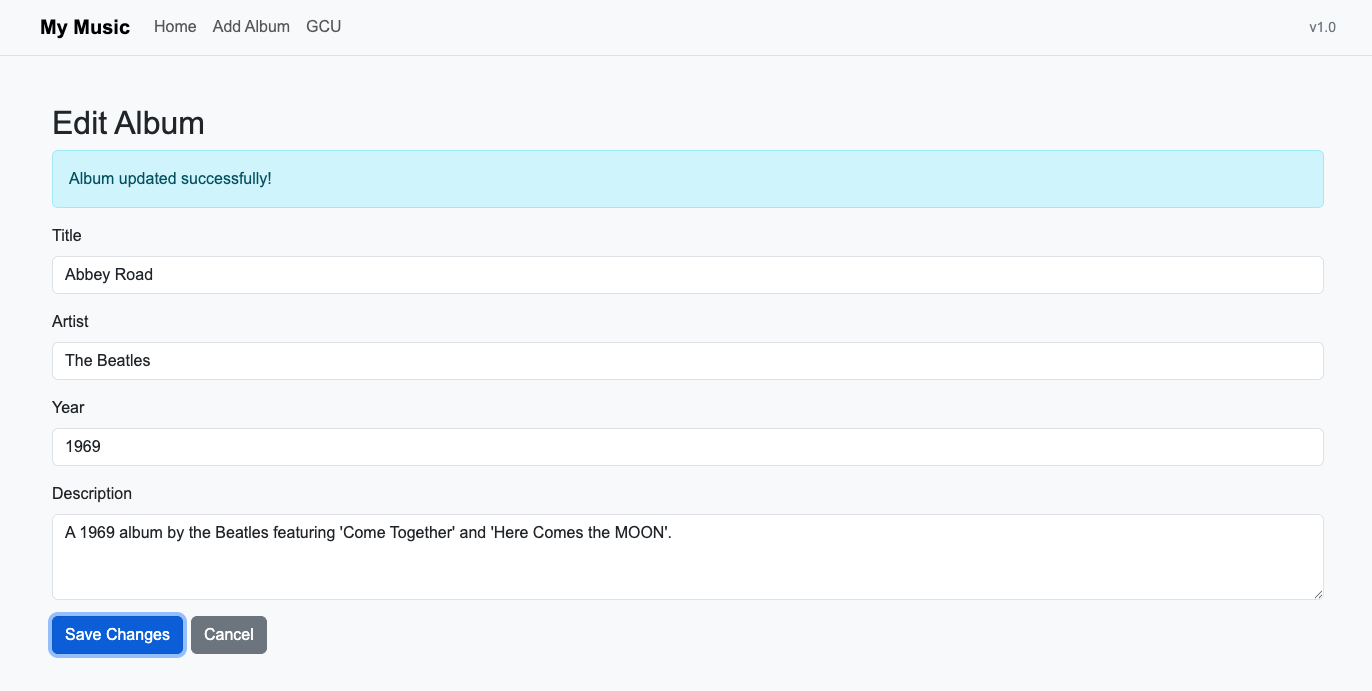 My Music Home Add Album GCU v1.0
Edit Album
Album updated successfully!
Title
Abbey Road
Artist
The Beatles
Year
1969
Description
A 1969 album by the Beatles featuring 'Come Together' and 'Here Comes the MOON'.
Save Changes Cancel